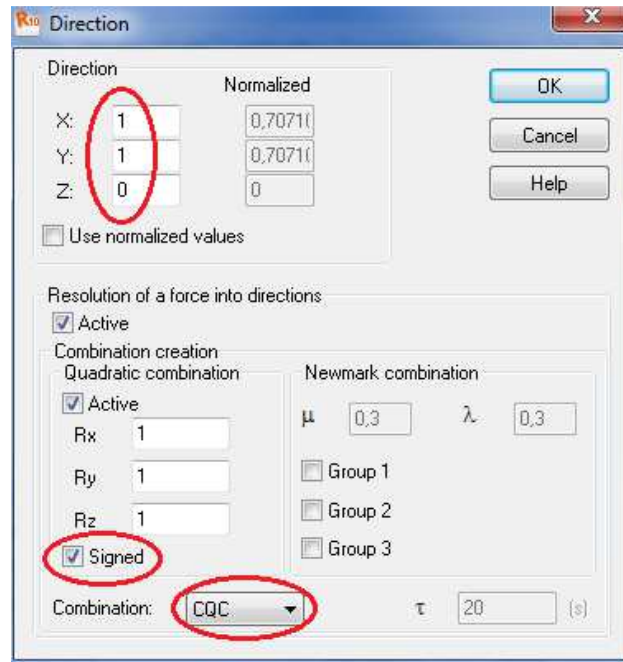 R10 Direction
Direction
Normalized
X: 1 0,7071(
Y: 1 0,7071(
Z: 0 0
Use normalized values
OK
Cancel
Help
Resolution of a force into directions
Active
Combination creation
Quadratic combination
Active
Rx 1
Ry 1
Rz 1
Signed
Newmark combination
μ 0,3 λ 0,3
Group 1
Group 2
Group 3
Combination: CQC τ 20 (s)